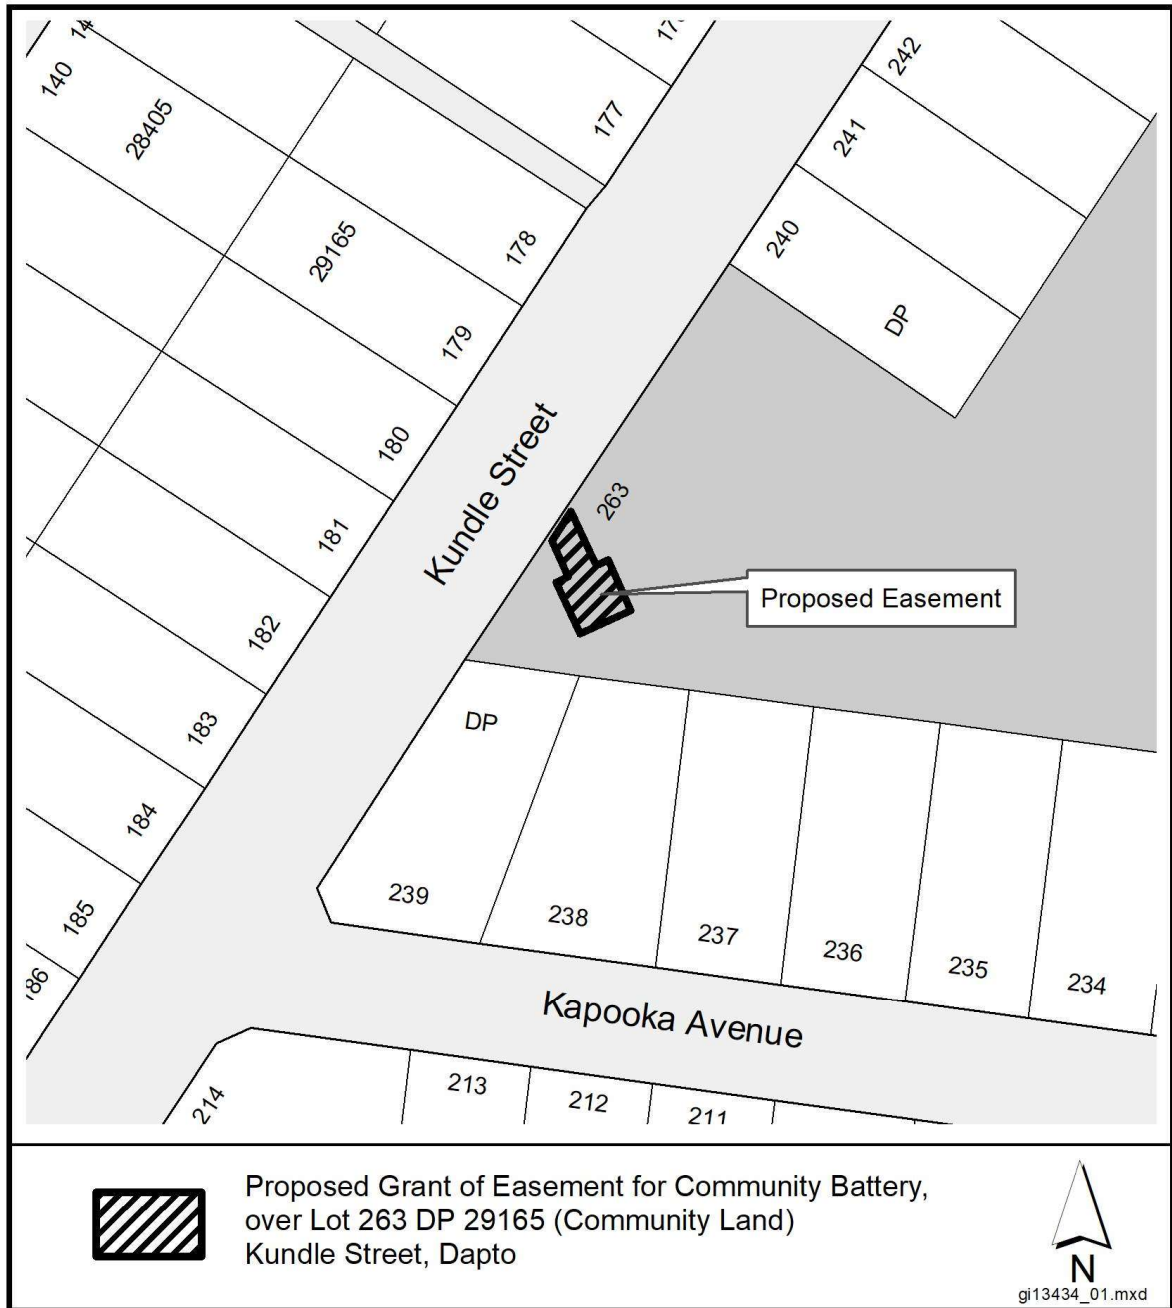 14
140
28405
177
242
241
240
DP
29165
178
179
180
181
182
183
184
185
Kundle Street
263
Proposed Easement
DP
239
238
237
236
235
234
Kapooka Avenue
214
213
212
211
Proposed Grant of Easement for Community Battery,
over Lot 263 DP 29165 (Community Land)
Kundle Street, Dapto
N
gi13434_01.mxd